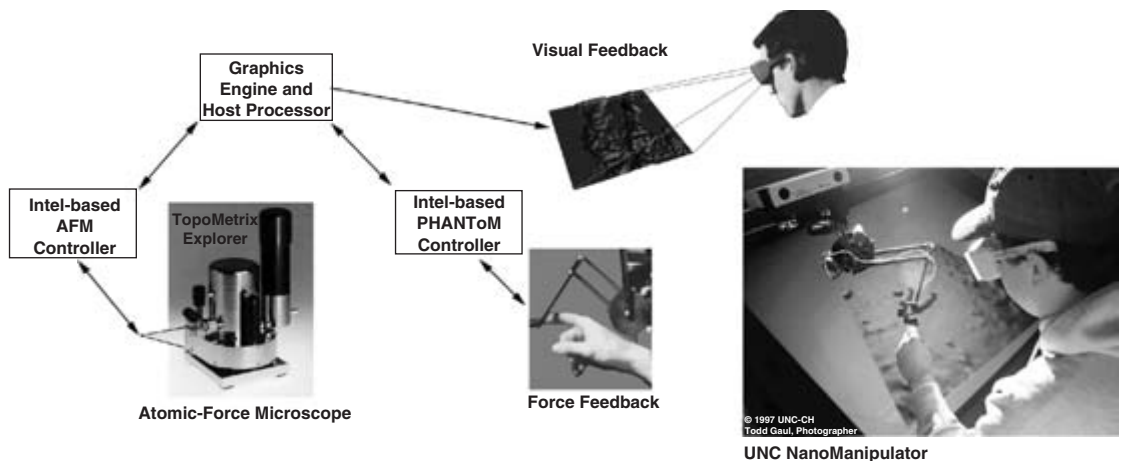 Visual Feedback
Graphics
Engine and
Host Processor
Intel-based
AFM
Controller
TopoMetrix
Explorer
Intel-based
PHANToM
Controller
Atomic-Force Microscope
Force Feedback
© 1997 UNC-CH
Todd Gaul, Photographer
UNC NanoManipulator